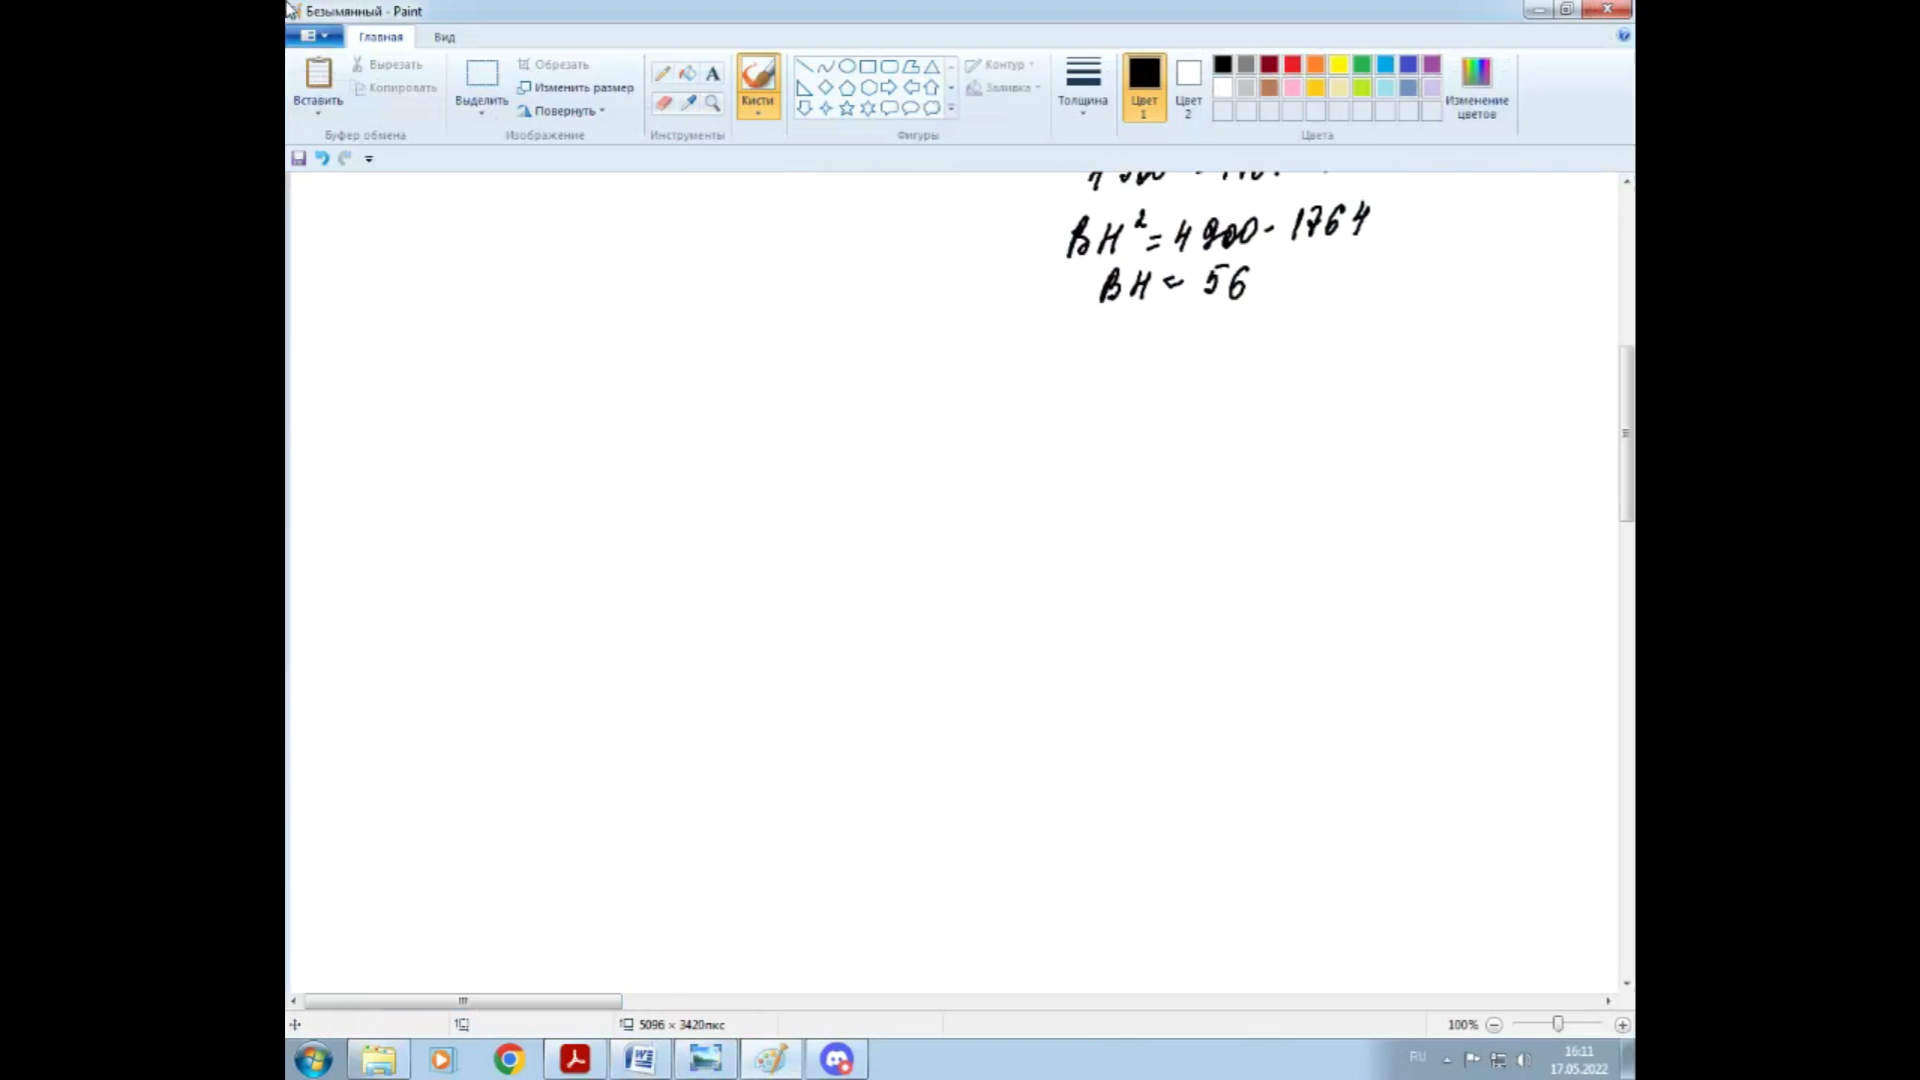 Безымянный - Paint
Главная Вид
Вставить
Вырезать
Копировать
Буфер обмена
Выделить
Обрезать
Изменить размер
Повернуть
Изображение
A
Инструменты
Кисти
Контур
Заливка
Фигуры
Толщина
Цвет 1
Цвет 2
Изменение цветов
Цвета
BH² = 4900 - 1764
BH = 56
5096 × 3420пкс
100%
RU
16:11
17.05.2022